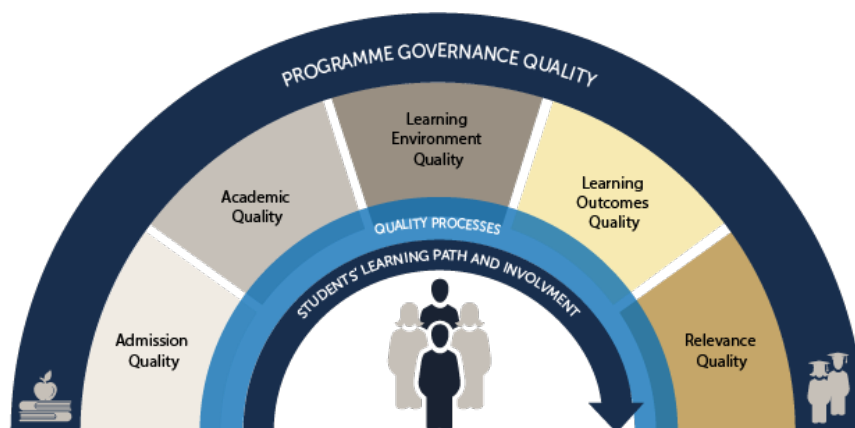 PROGRAMME GOVERNANCE QUALITY
Learning
Environment
Quality
Academic
Quality
Learning
Outcomes
Quality
QUALITY PROCESSES
STUDENTS' LEARNING PATH AND INVOLVMENT
Admission
Quality
Relevance
Quality